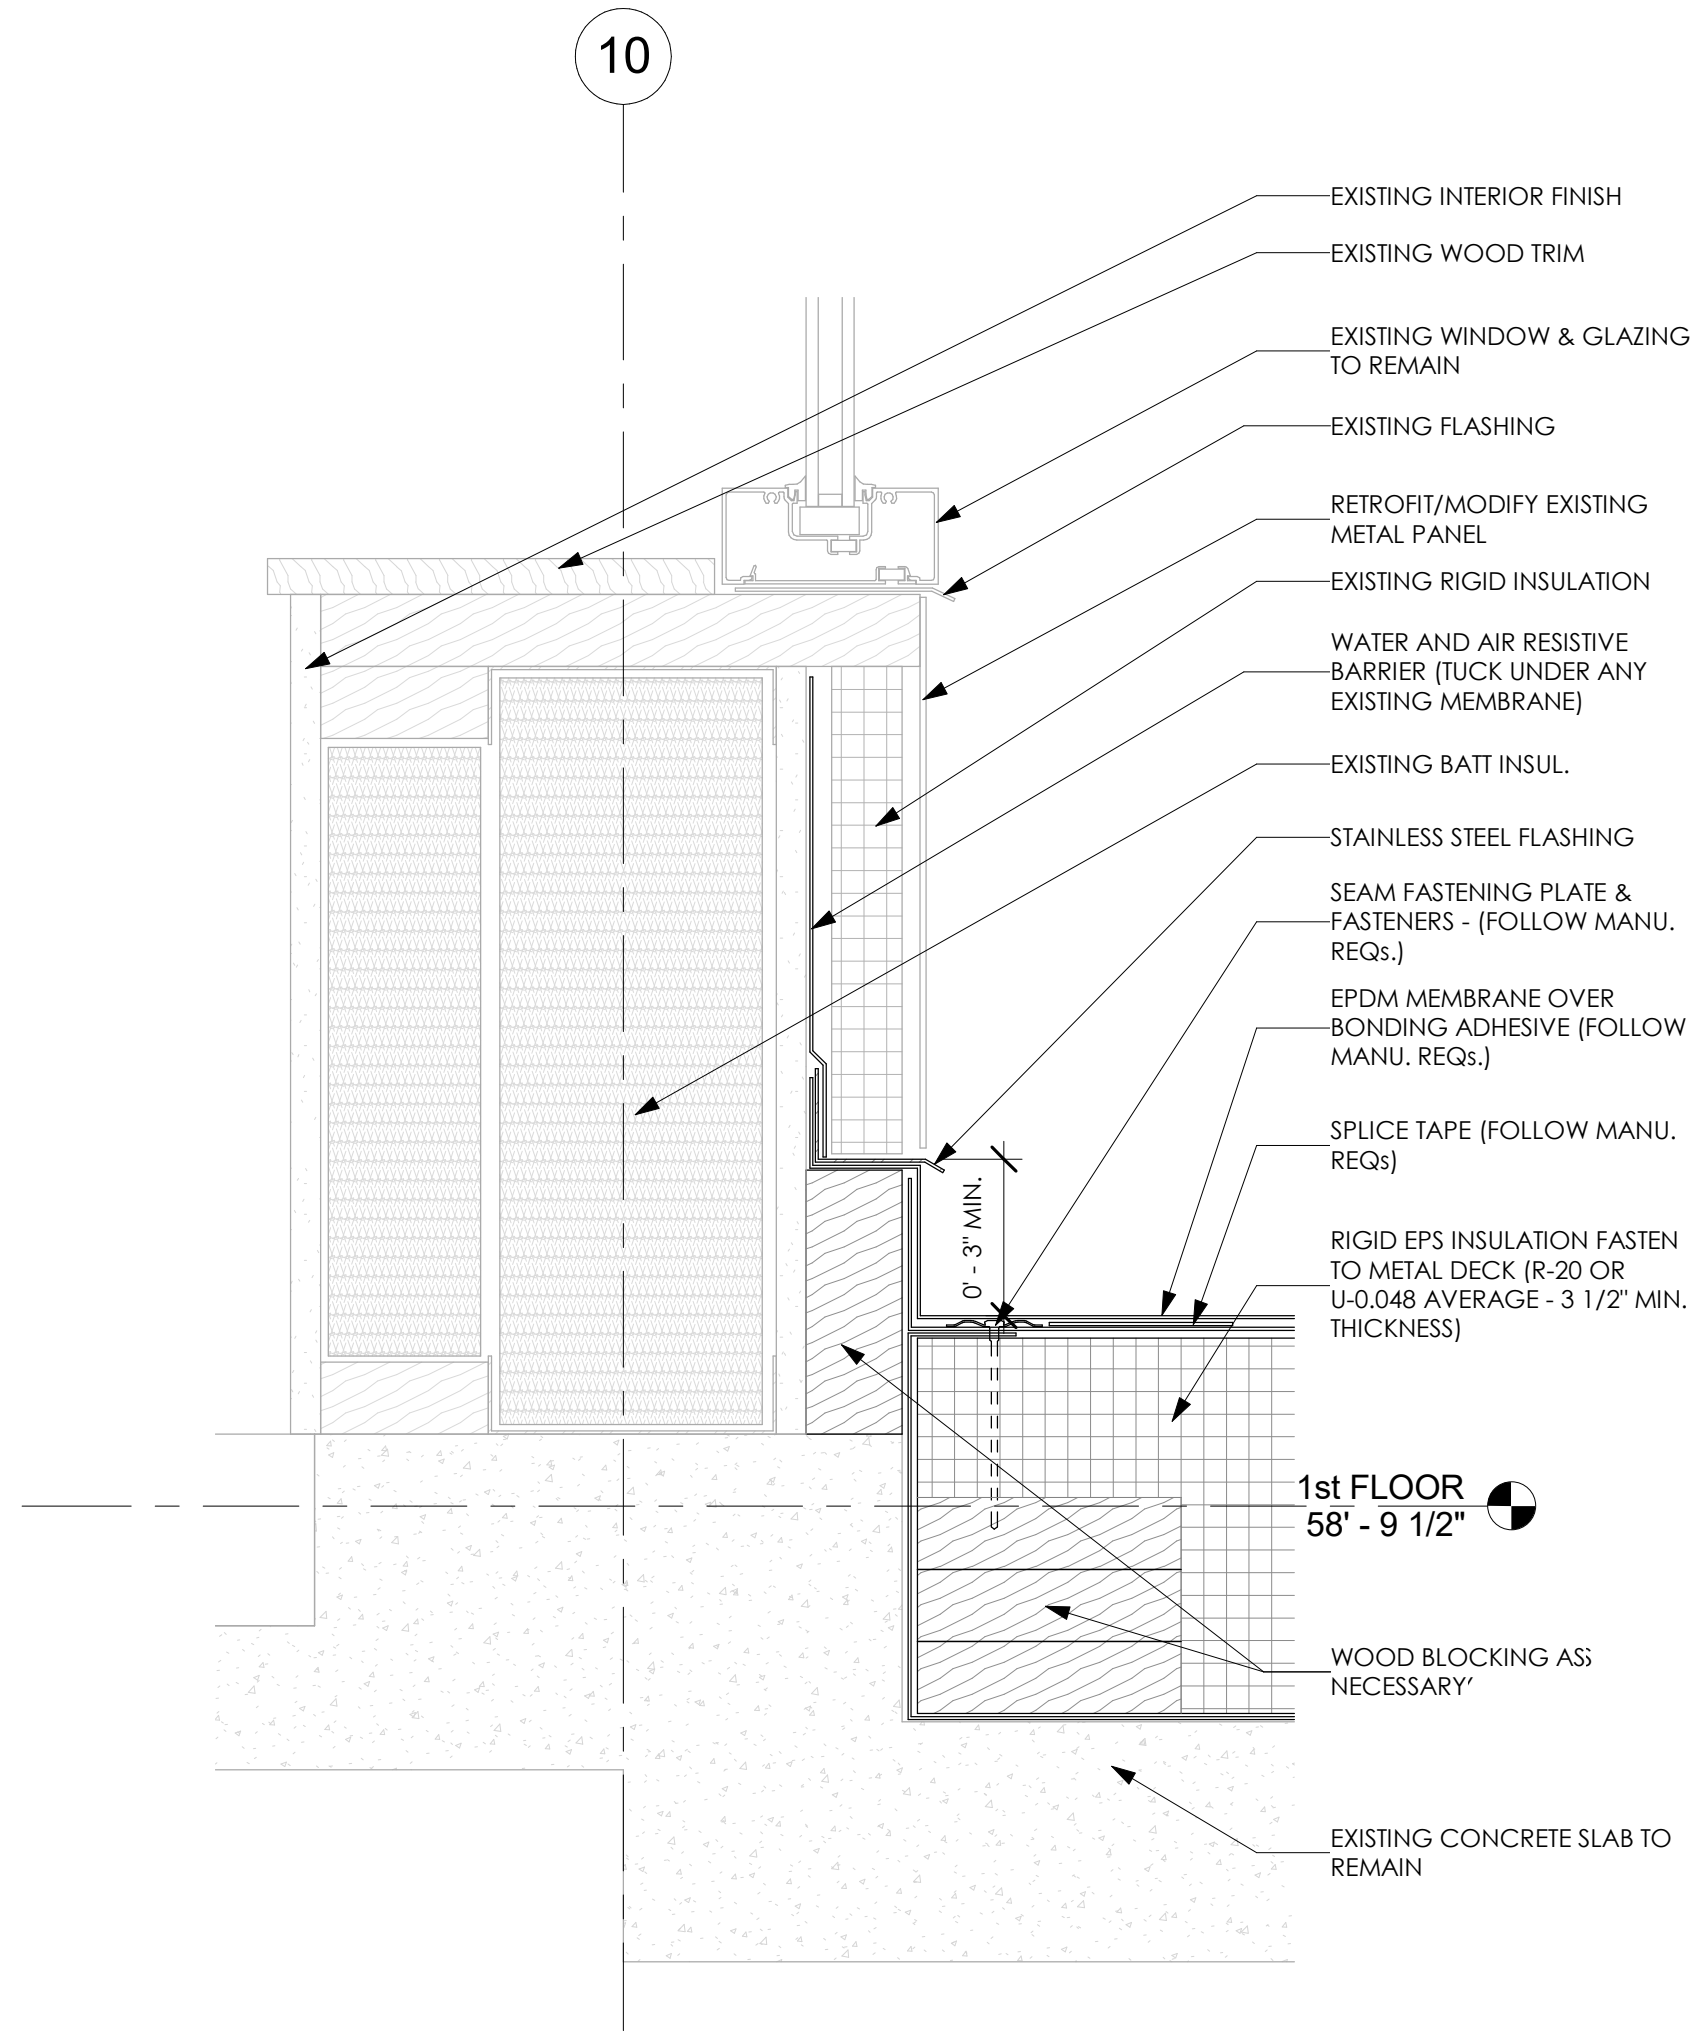 10
EXISTING INTERIOR FINISH
EXISTING WOOD TRIM
EXISTING WINDOW & GLAZING
TO REMAIN
EXISTING FLASHING
RETROFIT/MODIFY EXISTING
METAL PANEL
EXISTING RIGID INSULATION
WATER AND AIR RESISTIVE
BARRIER (TUCK UNDER ANY
EXISTING MEMBRANE)
EXISTING BATT INSUL.
STAINLESS STEEL FLASHING
SEAM FASTENING PLATE &
FASTENERS - (FOLLOW MANU.
REQs.)
EPDM MEMBRANE OVER
BONDING ADHESIVE (FOLLOW
MANU. REQs.)
SPLICE TAPE (FOLLOW MANU.
REQs)
0' - 3" MIN.
RIGID EPS INSULATION FASTEN
TO METAL DECK (R-20 OR
U-0.048 AVERAGE - 3 1/2" MIN.
THICKNESS)
1st FLOOR
58' - 9 1/2"
WOOD BLOCKING AS
NECESSARY
EXISTING CONCRETE SLAB TO
REMAIN